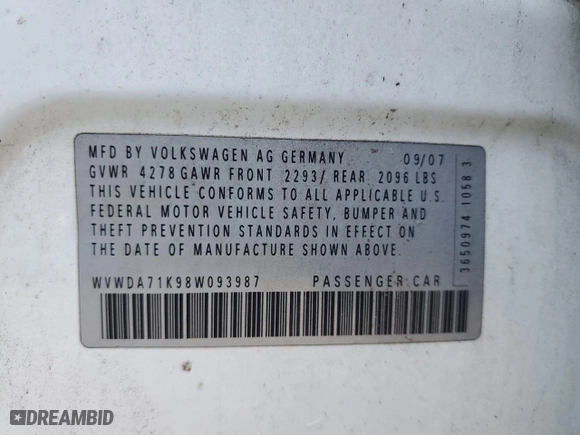 MFD BY VOLKSWAGEN AG GERMANY 09/07
GVWR 4278 GAWR FRONT 2293/ REAR 2096 LBS
THIS VEHICLE CONFORMS TO ALL APPLICABLE U.S.
FEDERAL MOTOR VEHICLE SAFETY, BUMPER AND
THEFT PREVENTION STANDARDS IN EFFECT ON
THE DATE OF MANUFACTURE SHOWN ABOVE.
WVWDA71K98W093987 PASSENGER CAR
3650974 1058 3
DREAMBID